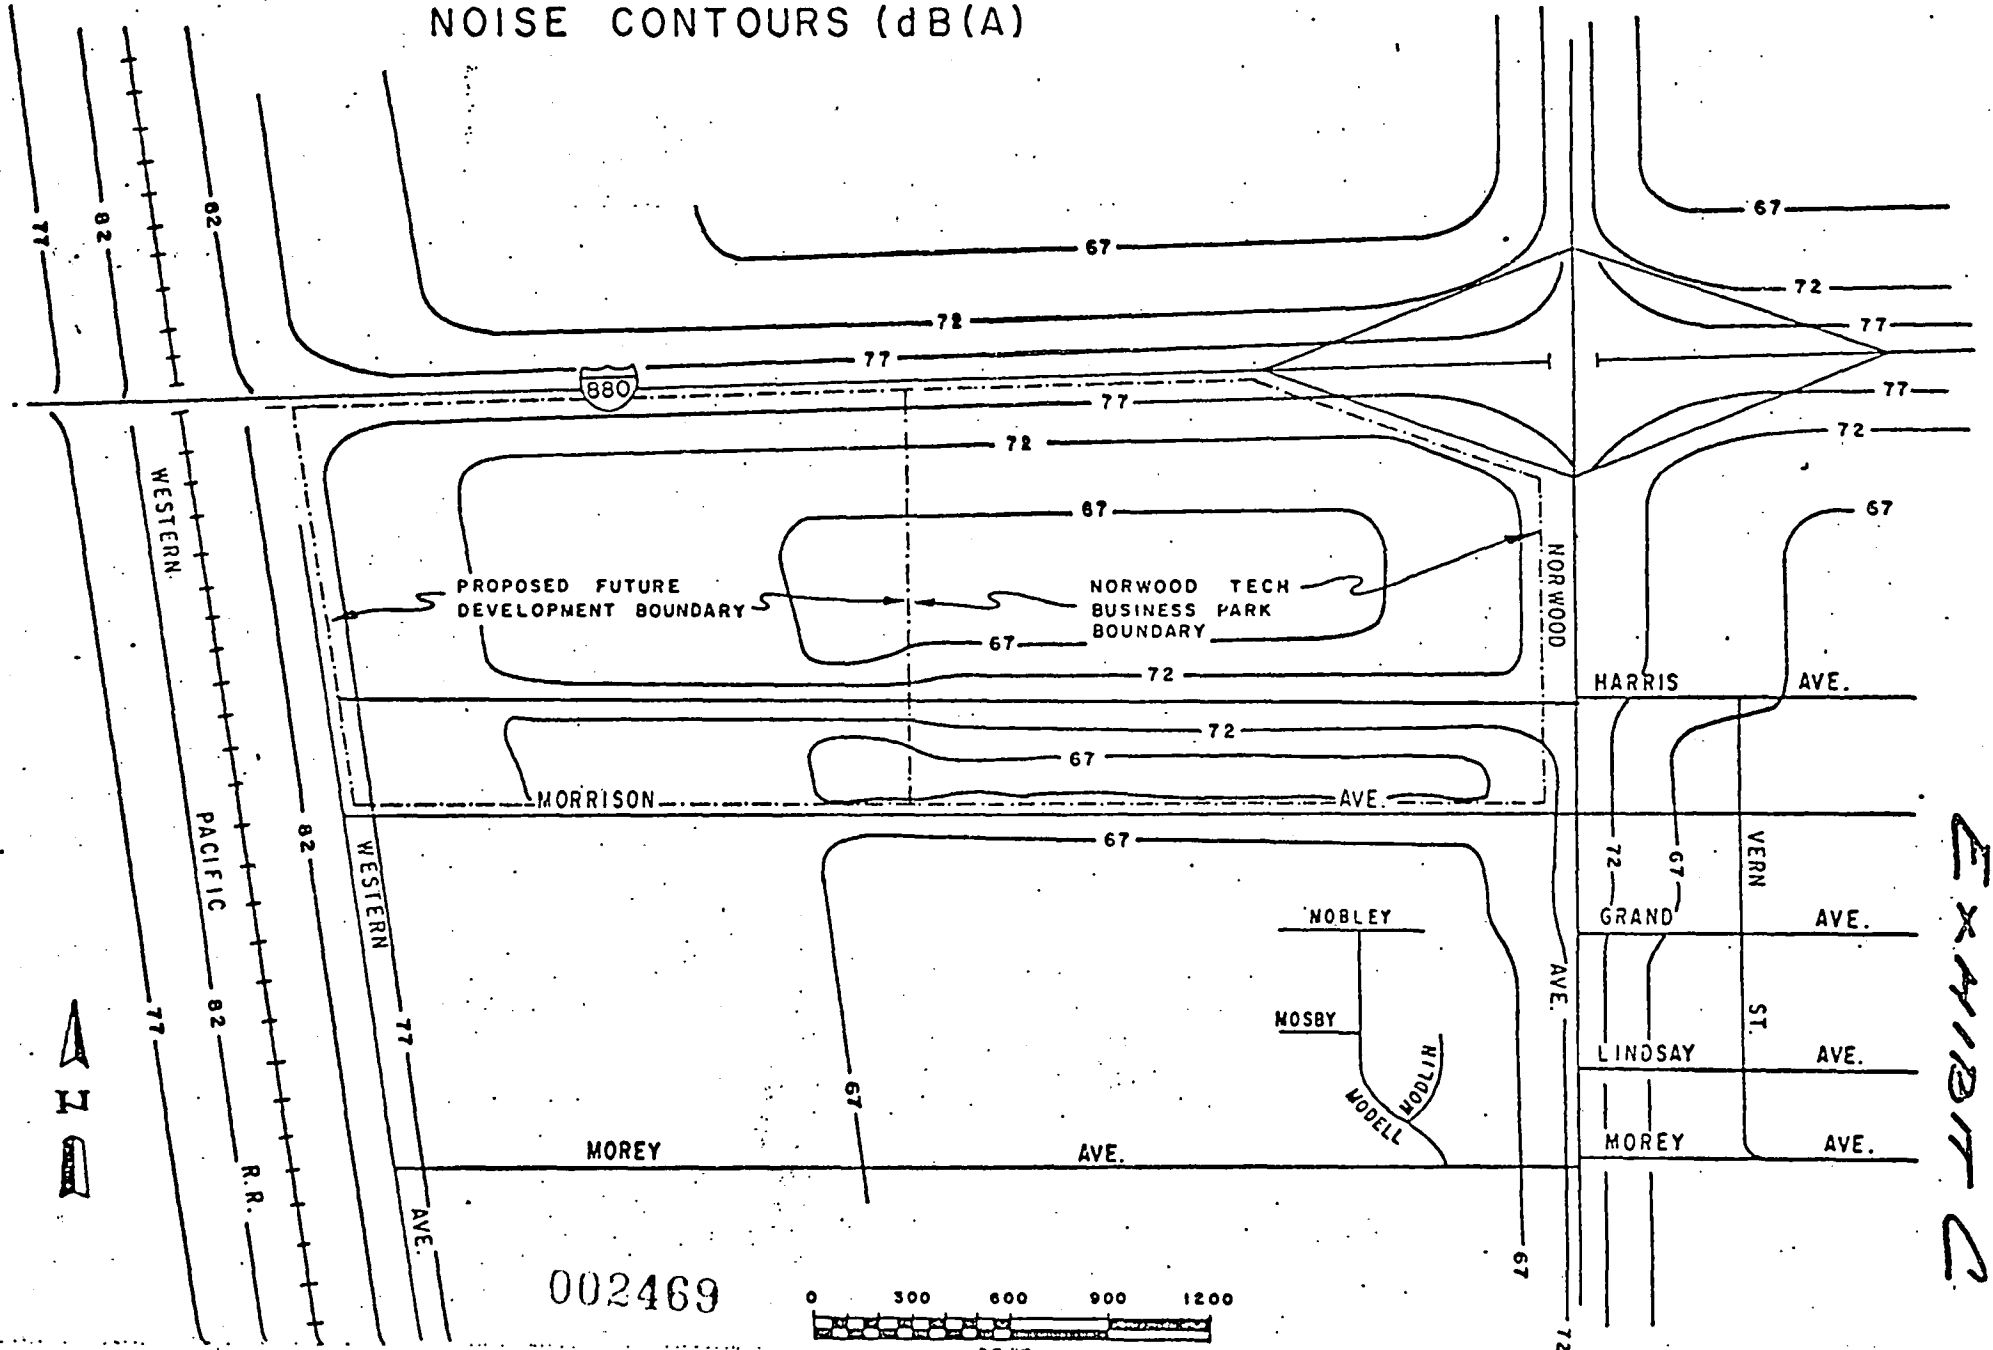 NOISE CONTOURS (dB(A)
77
82
62
67
67
72
72
77
77
880
77
77
72
72
67
67
WESTERN
PROPOSED FUTURE
DEVELOPMENT BOUNDARY
NORWOOD TECH
BUSINESS PARK
BOUNDARY
NORWOOD
67
72
HARRIS AVE.
72
67
MORRISON AVE.
PACIFIC
82
WESTERN
67
72
67
VERN
NOBLEY
GRAND AVE.
77
82
77
MOSBY
AVE.
ST.
N
67
MODELL
MODLIN
LINDSAY AVE.
MOREY AVE.
MOREY AVE.
R.R.
AVE.
67
002469
0 300 600 900 1200
72
EXHIBIT C